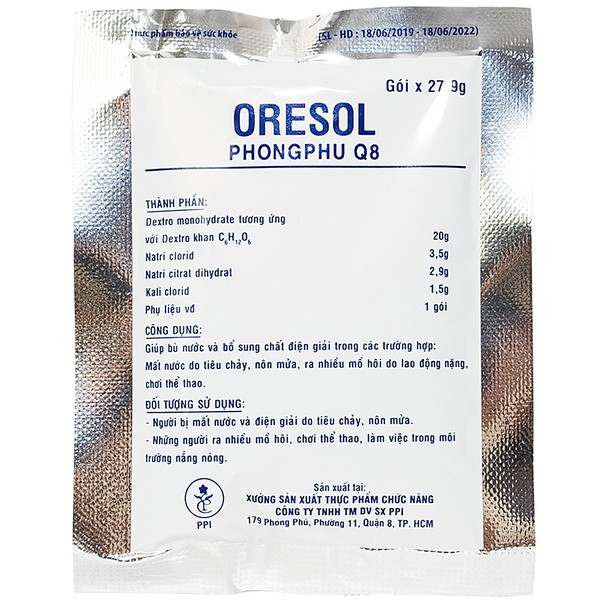 Thực phẩm bảo vệ sức khỏe
(SL - HD : 18/06/2019 - 18/06/2022)
Gói x 27 9g
ORESOL
PHONGPHU Q8
THÀNH PHẦN:
Dextro monohydrate tương ứng
với Dextro khan C₆H₁₂O₆ 20g
Natri clorid 3,5g
Natri citrat dihydrat 2,9g
Kali clorid 1,5g
Phụ liệu vđ 1 gói
CÔNG DỤNG:
Giúp bù nước và bổ sung chất điện giải trong các trường hợp:
Mất nước do tiêu chảy, nôn mửa, ra nhiều mồ hôi do lao động nặng,
chơi thể thao.
ĐỐI TƯỢNG SỬ DỤNG:
- Người bị mất nước và điện giải do tiêu chảy, nôn mửa.
- Những người ra nhiều mồ hôi, chơi thể thao, làm việc trong môi
trường nắng nóng.
PPI
Sản xuất tại:
XƯỞNG SẢN XUẤT THỰC PHẨM CHỨC NĂNG
CÔNG TY TNHH TM DV SX PPI
179 Phong Phú, Phường 11, Quận 8, TP. HCM